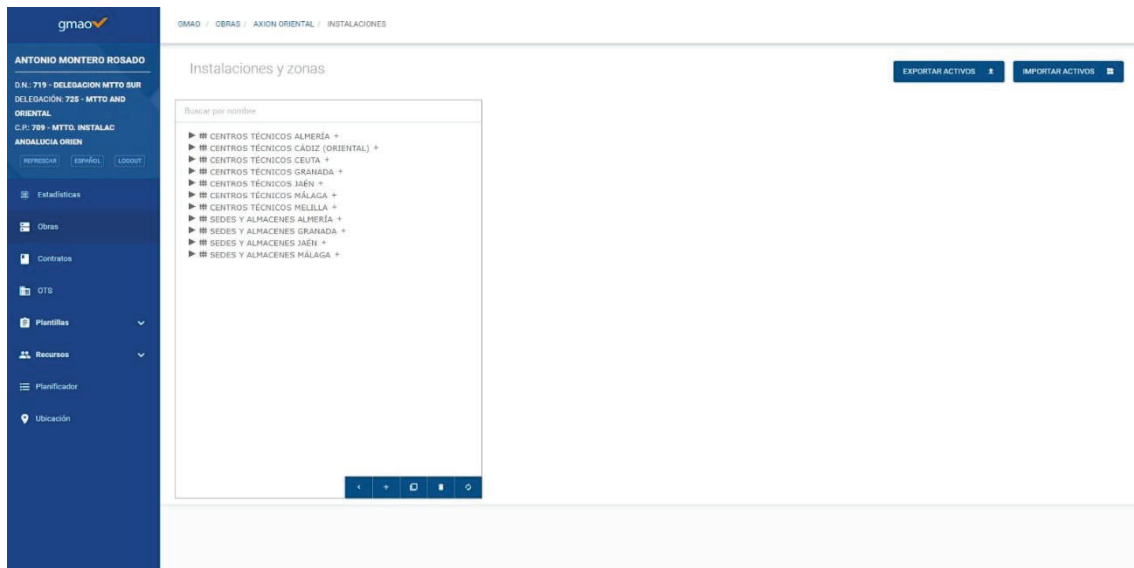 gmao
GMAO / OBRAS / AXION ORIENTAL / INSTALACIONES
ANTONIO MONTERO ROSADO
D.N.: 719 - DELEGACION MTTO SUR
DELEGACIÓN: 725 - MTTO AND
ORIENTAL
C.P.: 709 - MTTO. INSTALAC
ANDALUCIA ORIEN
REFRESCAR ESPAÑOL LOGOUT
Estadísticas
Obras
Contratos
OTS
Plantillas
Recursos
Planificador
Ubicación
Instalaciones y zonas
EXPORTAR ACTIVOS
IMPORTAR ACTIVOS
Buscar por nombre
CENTROS TÉCNICOS ALMERÍA +
CENTROS TÉCNICOS CÁDIZ (ORIENTAL) +
CENTROS TÉCNICOS CEUTA +
CENTROS TÉCNICOS GRANADA +
CENTROS TÉCNICOS JAÉN +
CENTROS TÉCNICOS MÁLAGA +
CENTROS TÉCNICOS MELILLA +
SEDES Y ALMACENES ALMERÍA +
SEDES Y ALMACENES GRANADA +
SEDES Y ALMACENES JAÉN +
SEDES Y ALMACENES MÁLAGA +